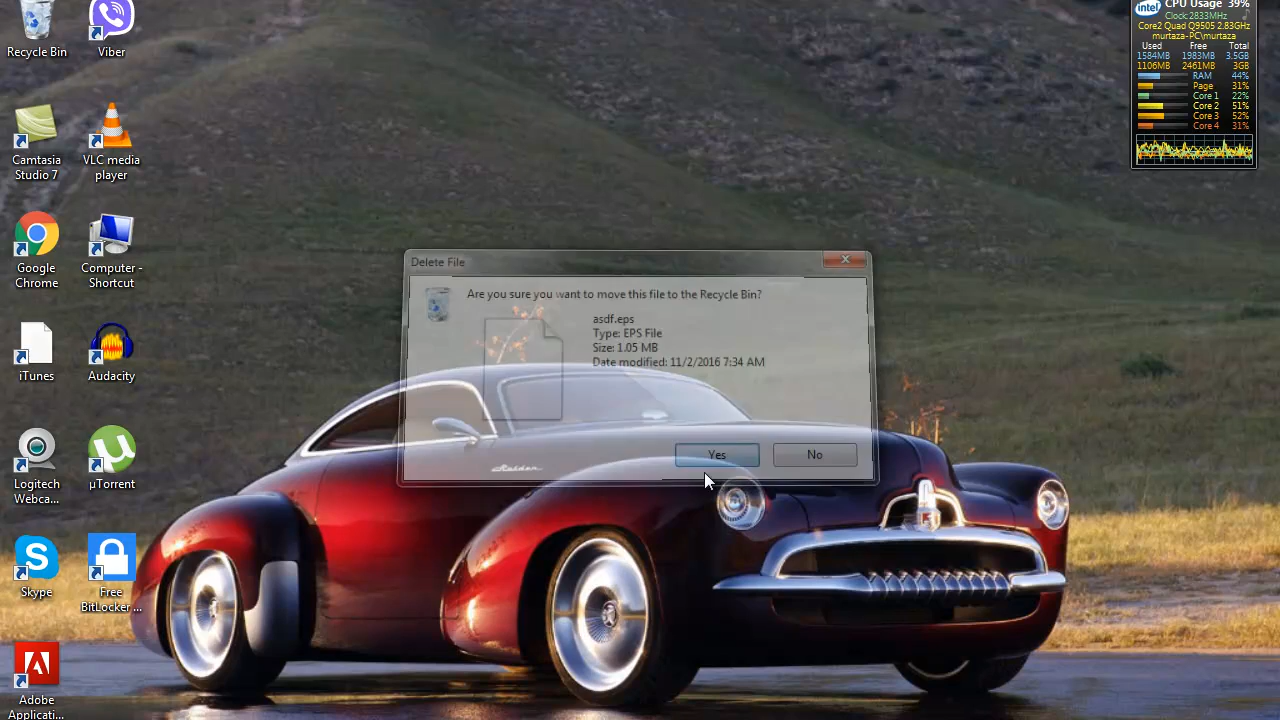 Recycle Bin
Viber
Camtasia
Studio 7
VLC media
player
Google
Chrome
Computer -
Shortcut
iTunes
Audacity
Logitech
Webca...
µTorrent
Skype
Free
BitLocker ...
Adobe
Applicati...
Delete File
Are you sure you want to move this file to the Recycle Bin?
asdf.eps
Type: EPS File
Size: 1.05 MB
Date modified: 11/2/2016 7:34 AM
Yes
No
intel
CPU Usage 39%
Clock: 2833MHz
Core2 Quad Q9505 2.83GHz
murtaza-PC\murtaza
Used Free Total
1584MB 1983MB 3.5GB
1106MB 2461MB 3GB
RAM 44%
Page 31%
Core 1 22%
Core 2 51%
Core 3 52%
Core 4 31%